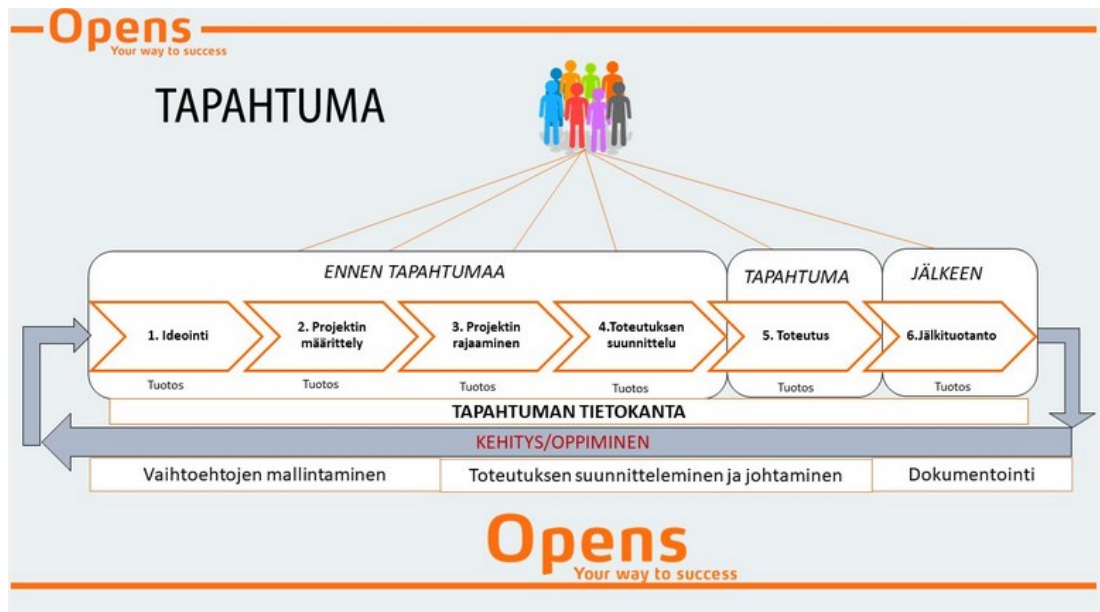 Opens
Your way to success
TAPAHTUMA
ENNEN TAPAHTUMAA
TAPAHTUMA
JÄLKEEN
1. Ideointi
2. Projektin
määrittely
3. Projektin
rajaaminen
4.Toteutuksen
suunnittelu
5. Toteutus
6.Jälkituotanto
Tuotos
Tuotos
Tuotos
Tuotos
Tuotos
Tuotos
TAPAHTUMAN TIETOKANTA
KEHITYS/OPPIMINEN
Vaihtoehtojen mallintaminen
Toteutuksen suunnitteleminen ja johtaminen
Dokumentointi
Opens
Your way to success